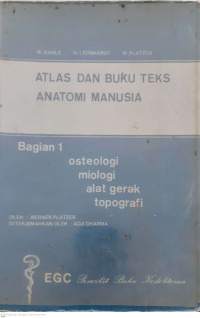 W. KAHLE H. LEONHARDT W. PLATZER
ATLAS DAN BUKU TEKS
ANATOMI MANUSIA
Bagian 1
osteologi
miologi
alat gerak
topografi
OLEH : WERNER PLATZER
DITERJEMAHKAN OLEH : ADJI DHARMA
EGC Penerbit Buku Kedokteran